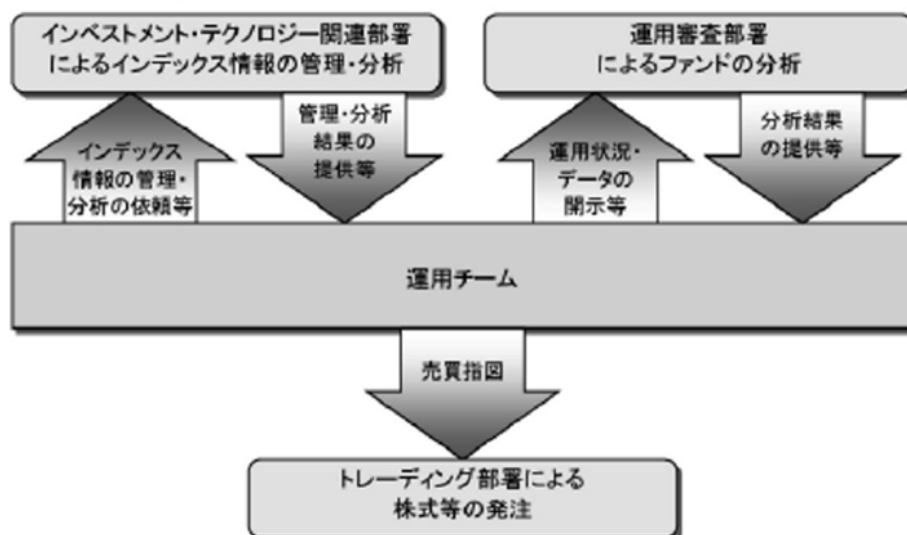 インベストメント・テクノロジー関連部署
によるインデックス情報の管理・分析
運用審査部署
によるファンドの分析
インデックス
情報の管理・
分析の依頼等
管理・分析
結果の
提供等
運用状況・
データの
開示等
分析結果
の提供等
運用チーム
売買指図
トレーディング部署による
株式等の発注